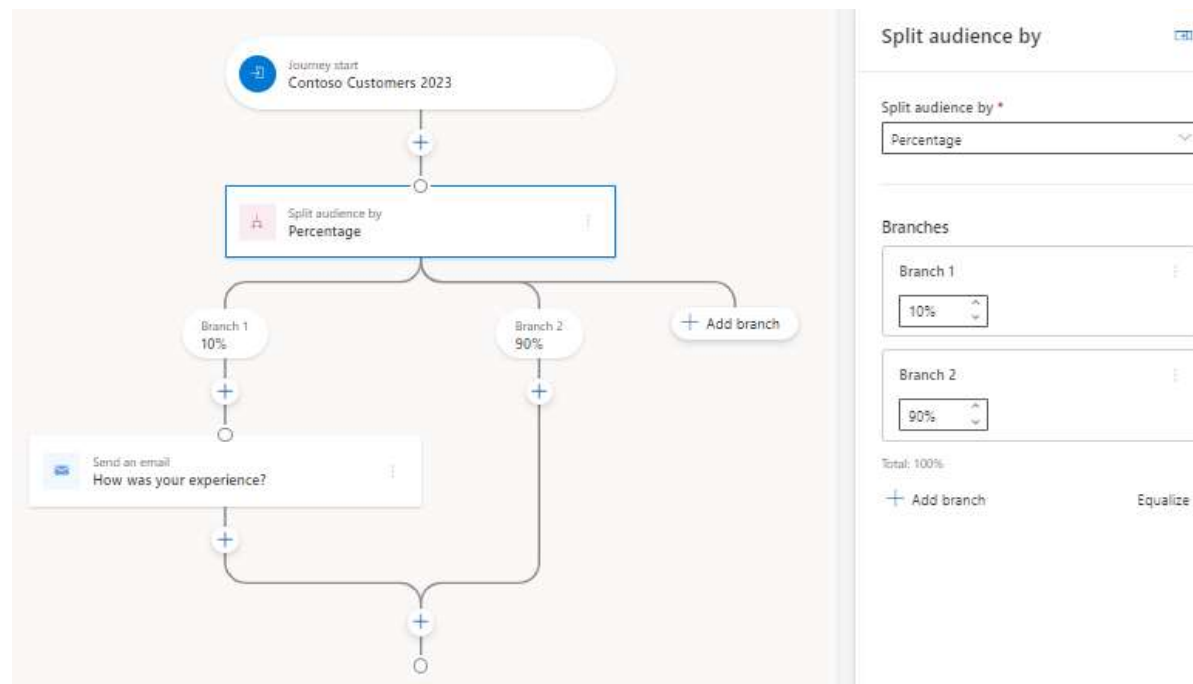 Journey start
Contoso Customers 2023
Split audience by
Percentage
Branch 1
10%
Branch 2
90%
Add branch
Send an email
How was your experience?
Split audience by
Split audience by *
Percentage
Branches
Branch 1
10%
Branch 2
90%
Total: 100%
Add branch
Equalize